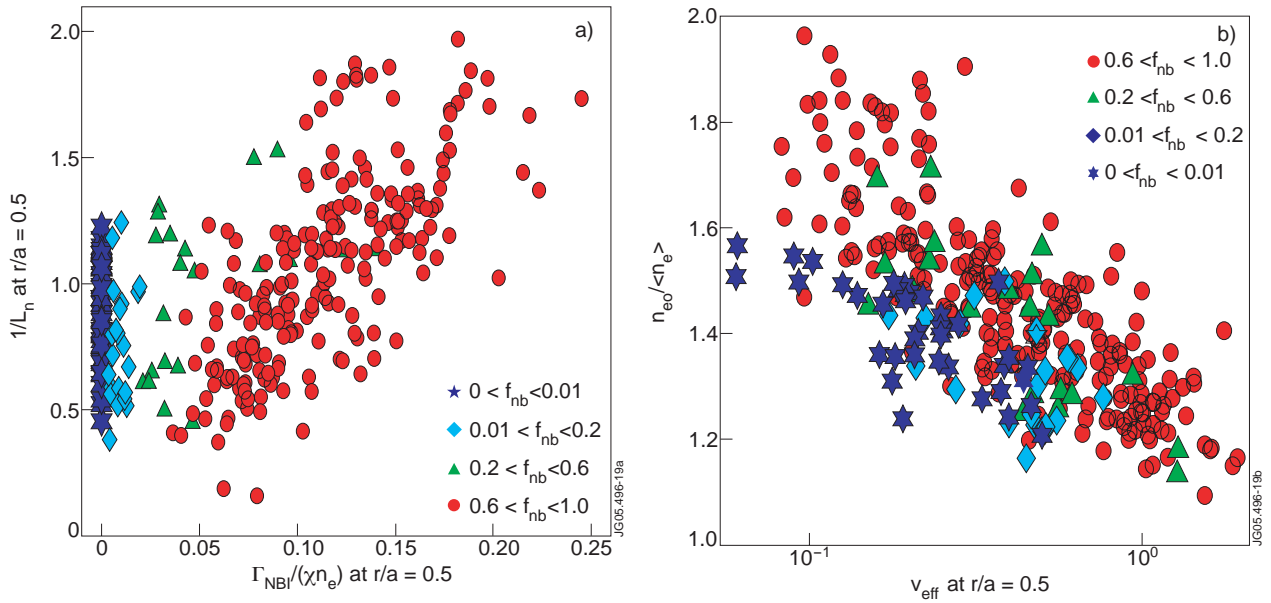 a)
2.0
1.5
1.0
0.5
0
1/Lₙ at r/a = 0.5
0 < f_nb <0.01
0.01 < f_nb <0.2
0.2 < f_nb <0.6
0.6 < f_nb <1.0
0 0.05 0.10 0.15 0.20 0.25
Γ_NBI/(χn_e) at r/a = 0.5
JG05.496-19a
b)
2.0
1.8
1.6
1.4
1.2
1.0
n_eo/<n_e>
0.6 <f_nb < 1.0
0.2 <f_nb < 0.6
0.01 <f_nb < 0.2
0 <f_nb < 0.01
10⁻¹ 10⁰
ν_eff at r/a = 0.5
JG05.496-19b